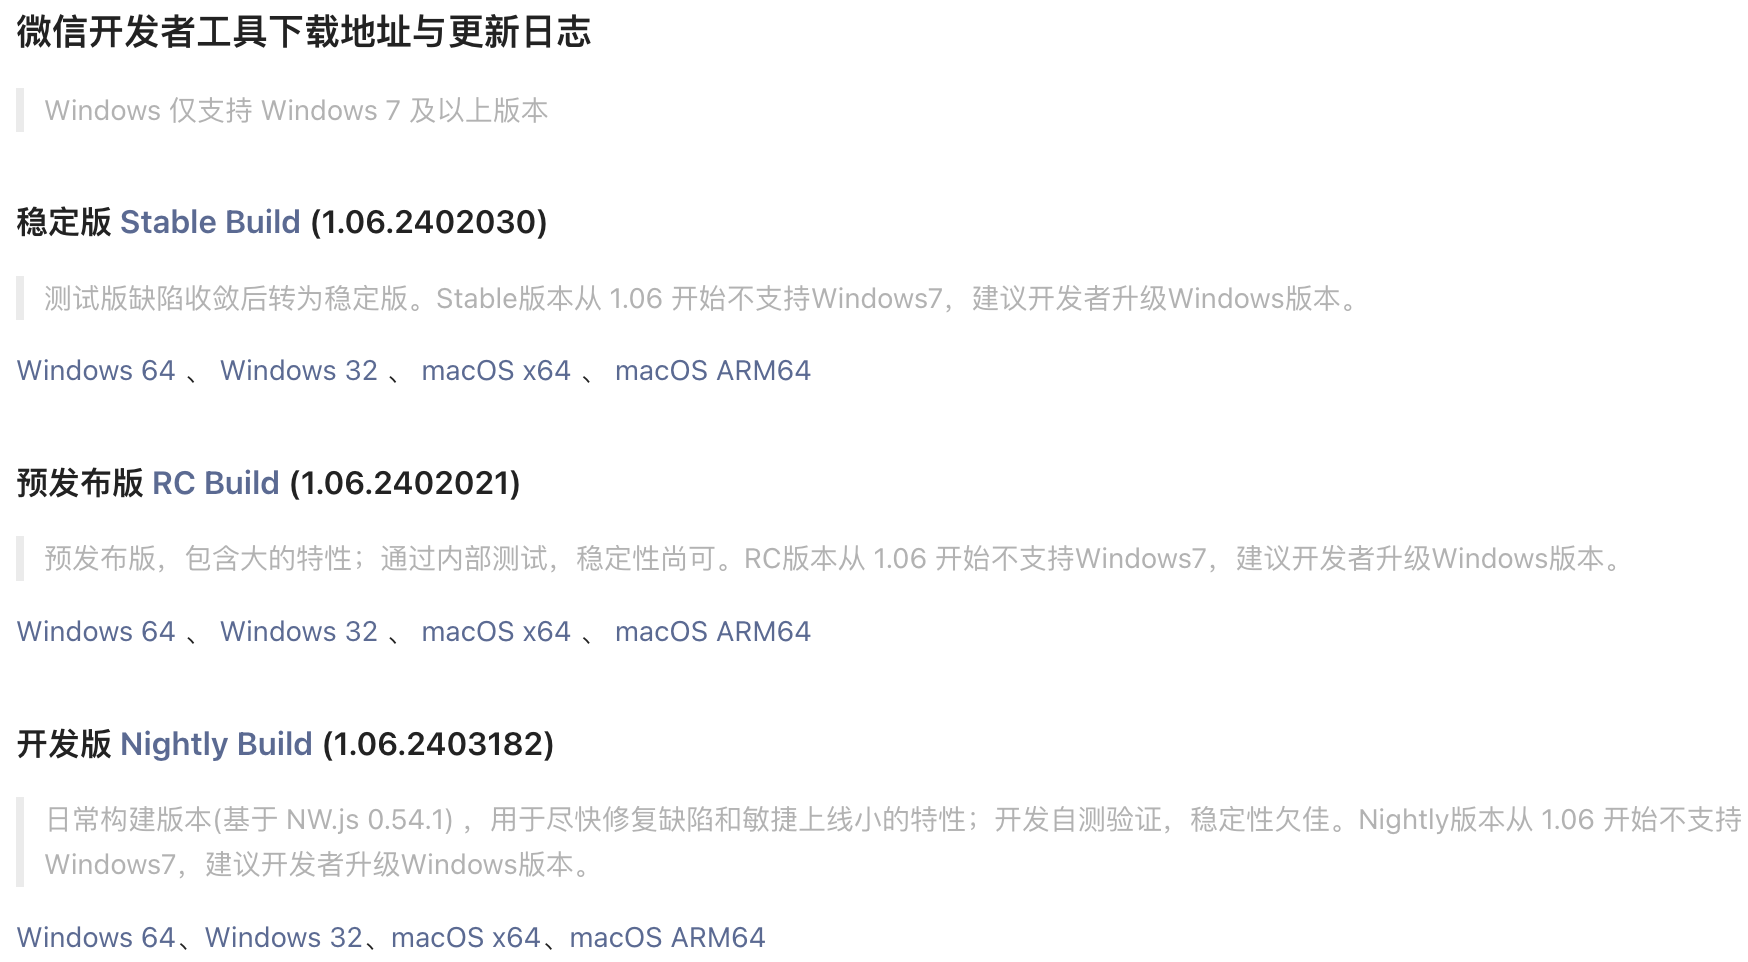 微信开发者工具下载地址与更新日志
Windows 仅支持 Windows 7 及以上版本
稳定版 Stable Build (1.06.2402030)
测试版缺陷收敛后转为稳定版。Stable版本从 1.06 开始不支持Windows7，建议开发者升级Windows版本。
Windows 64 、 Windows 32 、 macOS x64 、 macOS ARM64
预发布版 RC Build (1.06.2402021)
预发布版，包含大的特性；通过内部测试，稳定性尚可。RC版本从 1.06 开始不支持Windows7，建议开发者升级Windows版本。
Windows 64 、 Windows 32 、 macOS x64 、 macOS ARM64
开发版 Nightly Build (1.06.2403182)
日常构建版本(基于 NW.js 0.54.1) ，用于尽快修复缺陷和敏捷上线小的特性；开发自测验证，稳定性欠佳。Nightly版本从 1.06 开始不支持
Windows7，建议开发者升级Windows版本。
Windows 64、Windows 32、macOS x64、macOS ARM64